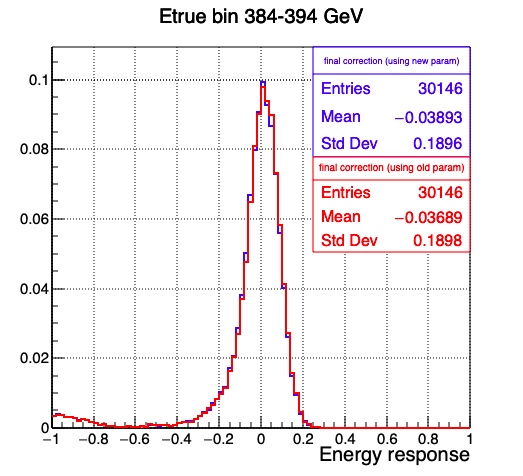 Etrue bin 384-394 GeV
final correction (using new param)
Entries 30146
Mean −0.03893
Std Dev 0.1896
final correction (using old param)
Entries 30146
Mean −0.03689
Std Dev 0.1898
0.1
0.08
0.06
0.04
0.02
0
−1 −0.8 −0.6 −0.4 −0.2 0 0.2 0.4 0.6 0.8 1
Energy response